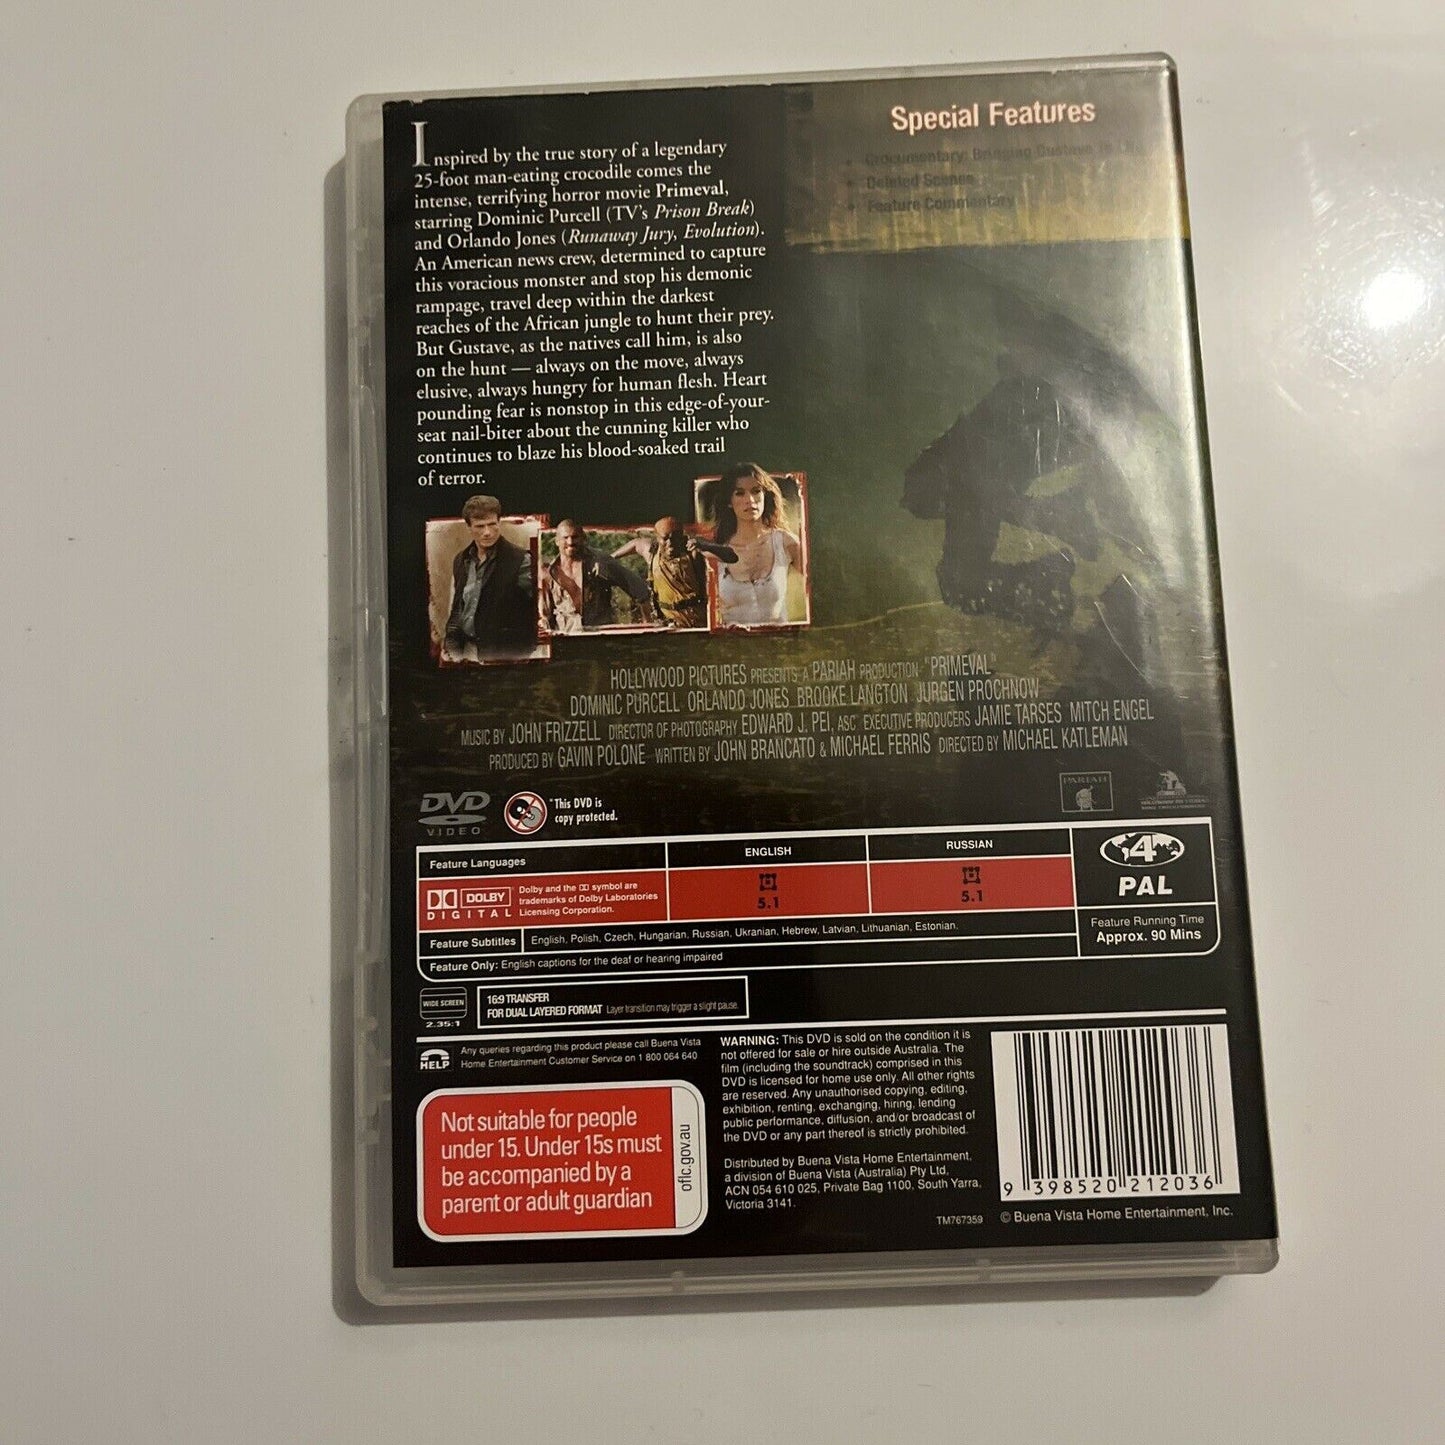 Inspired by the true story of a legendary
25-foot man-eating crocodile comes the
intense, terrifying horror movie Primeval,
starring Dominic Purcell (TV's Prison Break)
and Orlando Jones (Runaway Jury, Evolution).
An American news crew, determined to capture
this voracious monster and stop his demonic
rampage, travel deep within the darkest
reaches of the African jungle to hunt their prey.
But Gustave, as the natives call him, is also
on the hunt — always on the move, always
elusive, always hungry for human flesh. Heart
pounding fear is nonstop in this edge-of-your-
seat nail-biter about the cunning killer who
continues to blaze his blood-soaked trail
of terror.
Special Features
• Crocumentary: Bringing Gustave To Life
• Deleted Scenes
• Feature Commentary
HOLLYWOOD PICTURES PRESENTS A PARIAH PRODUCTION "PRIMEVAL"
DOMINIC PURCELL ORLANDO JONES BROOKE LANGTON JURGEN PROCHNOW
MUSIC BY JOHN FRIZZELL DIRECTOR OF PHOTOGRAPHY EDWARD J. PEI, ASC EXECUTIVE PRODUCERS JAMIE TARSES MITCH ENGEL
PRODUCED BY GAVIN POLONE WRITTEN BY JOHN BRANCATO & MICHAEL FERRIS DIRECTED BY MICHAEL KATLEMAN
PARIAH
DVD
VIDEO
*This DVD is
copy protected.
Feature Languages
ENGLISH
RUSSIAN
DOLBY
DIGITAL
Dolby and the symbol are
trademarks of Dolby Laboratories
Licensing Corporation.
5.1
5.1
4
PAL
Feature Subtitles
English, Polish, Czech, Hungarian, Russian, Ukranian, Hebrew, Latvian, Lithuanian, Estonian.
Feature Running Time
Approx. 90 Mins
Feature Only: English captions for the deaf or hearing impaired
WIDE SCREEN
2.35:1
16:9 TRANSFER
FOR DUAL LAYERED FORMAT Layer transition may trigger a slight pause.
HELP
Any queries regarding this product please call Buena Vista
Home Entertainment Customer Service on 1 800 064 640
Not suitable for people
under 15. Under 15s must
be accompanied by a
parent or adult guardian
oflc.gov.au
WARNING: This DVD is sold on the condition it is
not offered for sale or hire outside Australia. The
film (including the soundtrack) comprised in this
DVD is licensed for home use only. All other rights
are reserved. Any unauthorised copying, editing,
exhibition, renting, exchanging, hiring, lending
public performance, diffusion, and/or broadcast of
the DVD or any part thereof is strictly prohibited.
Distributed by Buena Vista Home Entertainment,
a division of Buena Vista (Australia) Pty Ltd,
ACN 054 610 025, Private Bag 1100, South Yarra,
Victoria 3141.
TM767359
9 398520 212036
© Buena Vista Home Entertainment, Inc.